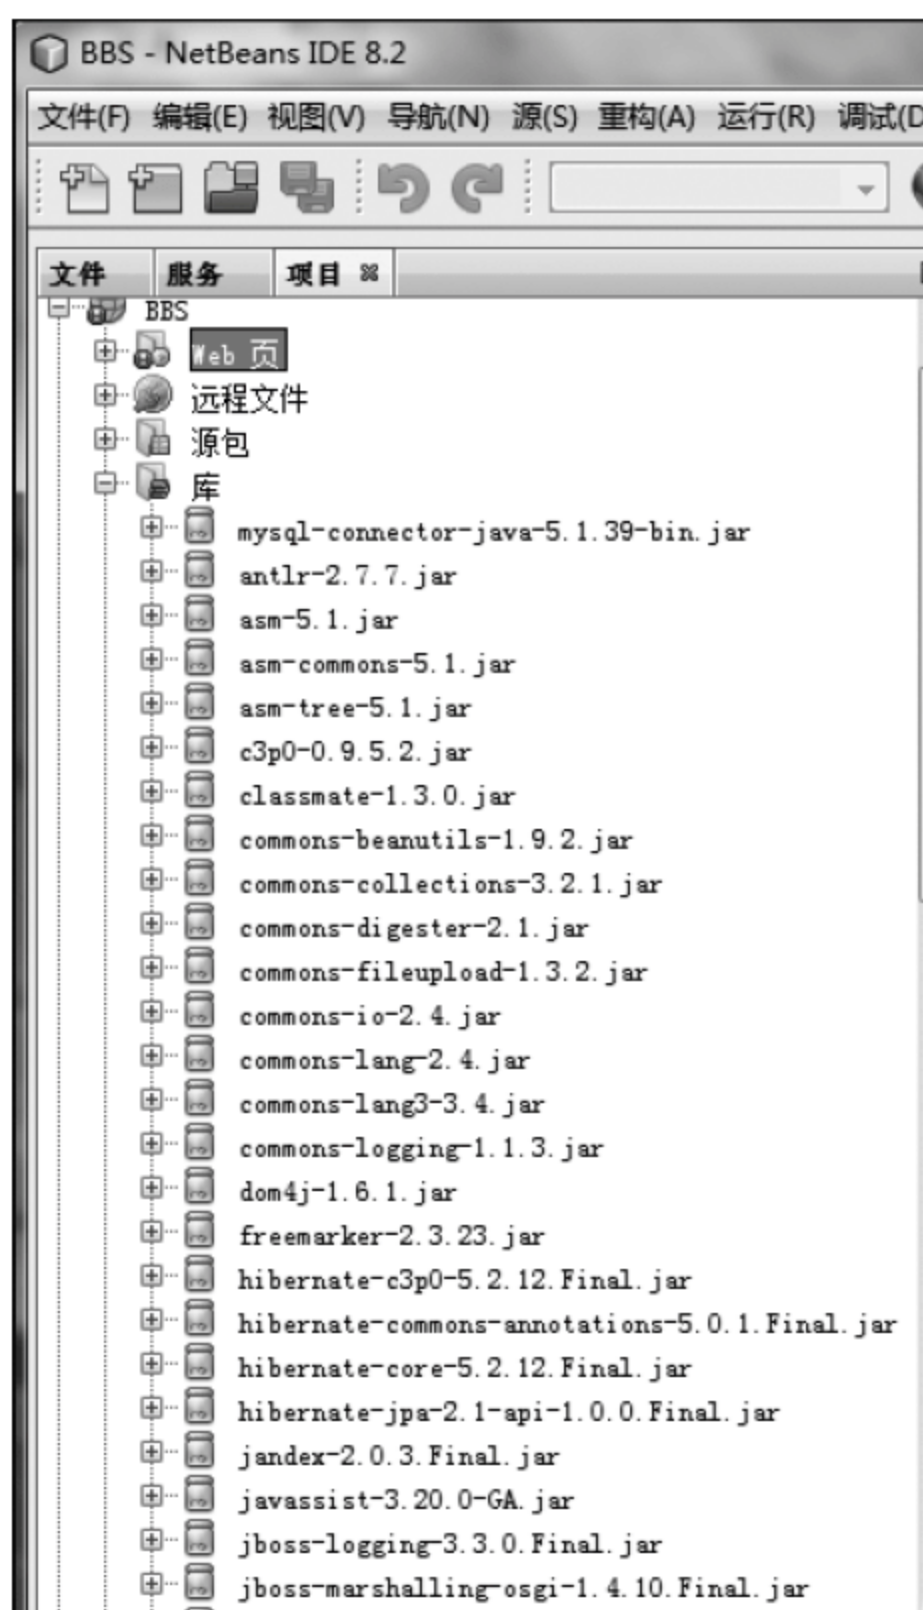 BBS - NetBeans IDE 8.2
文件(F) 编辑(E) 视图(V) 导航(N) 源(S) 重构(A) 运行(R) 调试(D
文件 服务 项目
BBS
Web 页
远程文件
源包
库
mysql-connector-java-5.1.39-bin.jar
antlr-2.7.7.jar
asm-5.1.jar
asm-commons-5.1.jar
asm-tree-5.1.jar
c3p0-0.9.5.2.jar
classmate-1.3.0.jar
commons-beanutils-1.9.2.jar
commons-collections-3.2.1.jar
commons-digester-2.1.jar
commons-fileupload-1.3.2.jar
commons-io-2.4.jar
commons-lang-2.4.jar
commons-lang3-3.4.jar
commons-logging-1.1.3.jar
dom4j-1.6.1.jar
freemarker-2.3.23.jar
hibernate-c3p0-5.2.12.Final.jar
hibernate-commons-annotations-5.0.1.Final.jar
hibernate-core-5.2.12.Final.jar
hibernate-jpa-2.1-api-1.0.0.Final.jar
jandex-2.0.3.Final.jar
javassist-3.20.0-GA.jar
jboss-logging-3.3.0.Final.jar
jboss-marshalling-osgi-1.4.10.Final.jar